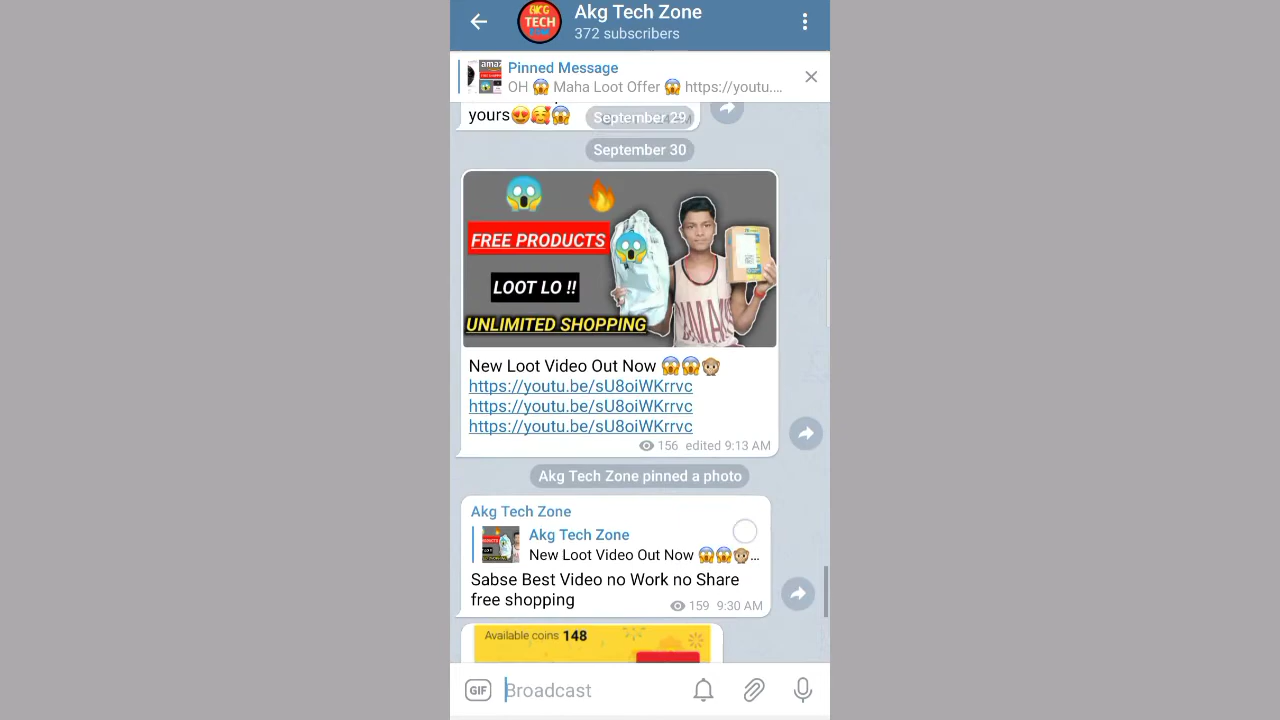 AKG
TECH
Akg Tech Zone
372 subscribers
Pinned Message
OH 😱 Maha Loot Offer 😱 https://youtu....
yours😍🥰😱
September 29
September 30
FREE PRODUCTS
LOOT LO !!
UNLIMITED SHOPPING
New Loot Video Out Now 😱😱🙊
https://youtu.be/sU8oiWKrrvc
https://youtu.be/sU8oiWKrrvc
https://youtu.be/sU8oiWKrrvc
156 edited 9:13 AM
Akg Tech Zone pinned a photo
Akg Tech Zone
Akg Tech Zone
New Loot Video Out Now 😱😱🙊...
Sabse Best Video no Work no Share
free shopping
159 9:30 AM
Available coins 148
GIF
Broadcast